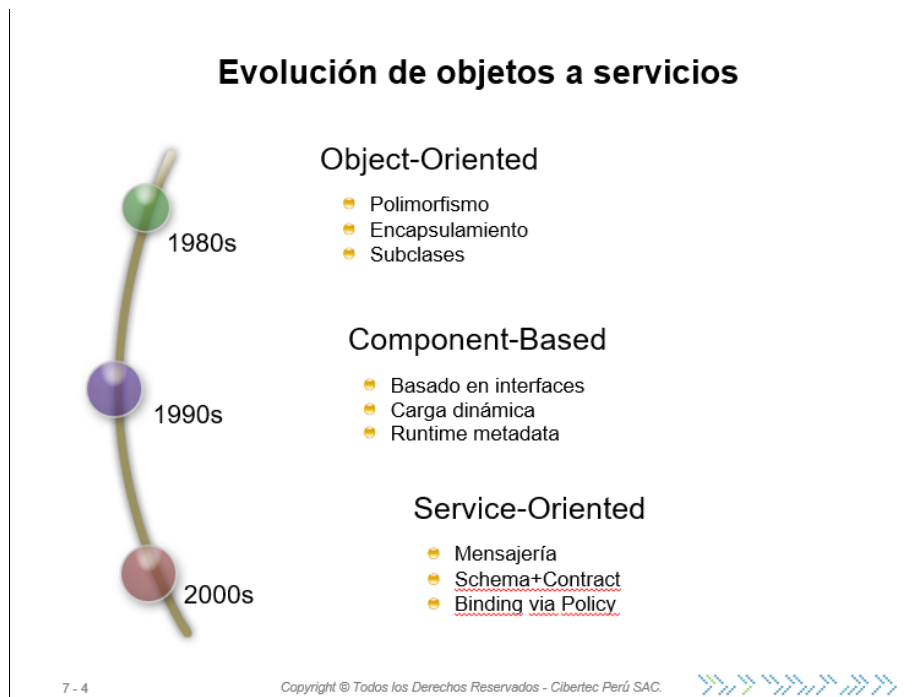 Evolución de objetos a servicios
Object-Oriented
Polimorfismo
Encapsulamiento
Subclases
1980s
Component-Based
Basado en interfaces
Carga dinámica
Runtime metadata
1990s
Service-Oriented
Mensajería
Schema+Contract
Binding via Policy
2000s
7 - 4
Copyright © Todos los Derechos Reservados - Cibertec Perú SAC.